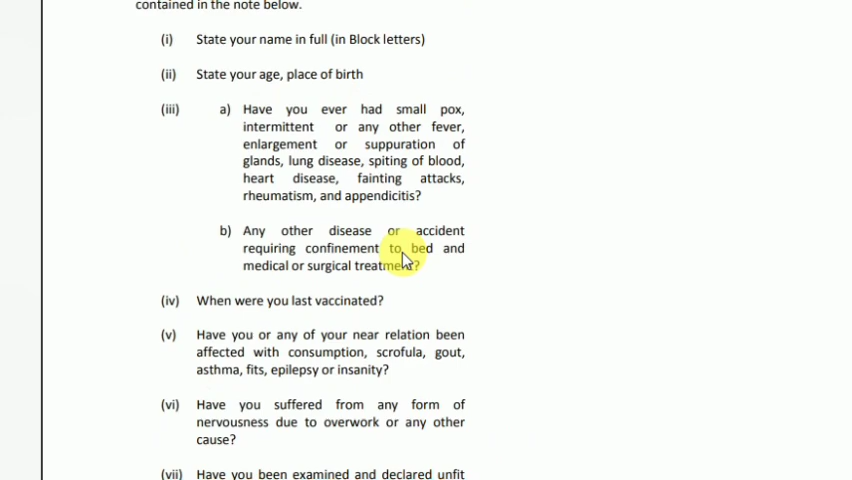 contained in the note below.
(i) State your name in full (in Block letters)
(ii) State your age, place of birth
(iii) a) Have you ever had small pox,
intermittent or any other fever,
enlargement or suppuration of
glands, lung disease, spiting of blood,
heart disease, fainting attacks,
rheumatism, and appendicitis?
b) Any other disease or accident
requiring confinement to bed and
medical or surgical treatment?
(iv) When were you last vaccinated?
(v) Have you or any of your near relation been
affected with consumption, scrofula, gout,
asthma, fits, epilepsy or insanity?
(vi) Have you suffered from any form of
nervousness due to overwork or any other
cause?
(vii) Have you been examined and declared unfit